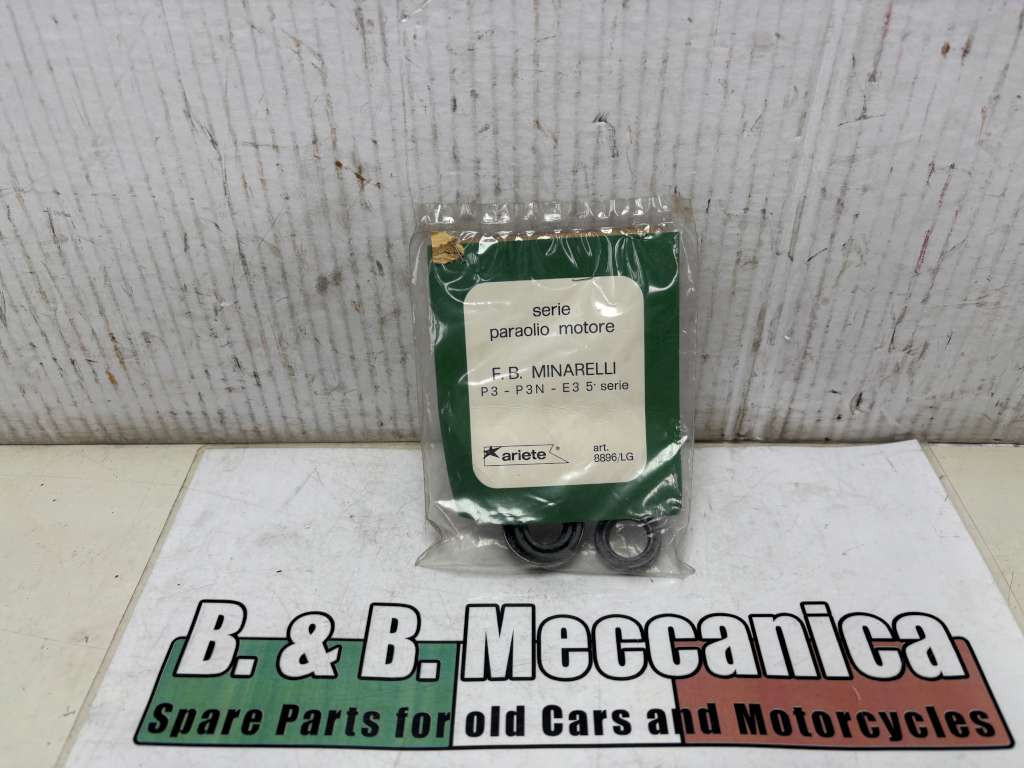 serie
paraolio motore
F.B. MINARELLI
P3 - P3N - E3 5ª serie
ariete®
art.
8896/LG
B. & B. Meccanica
Spare Parts for old Cars and Motorcycles